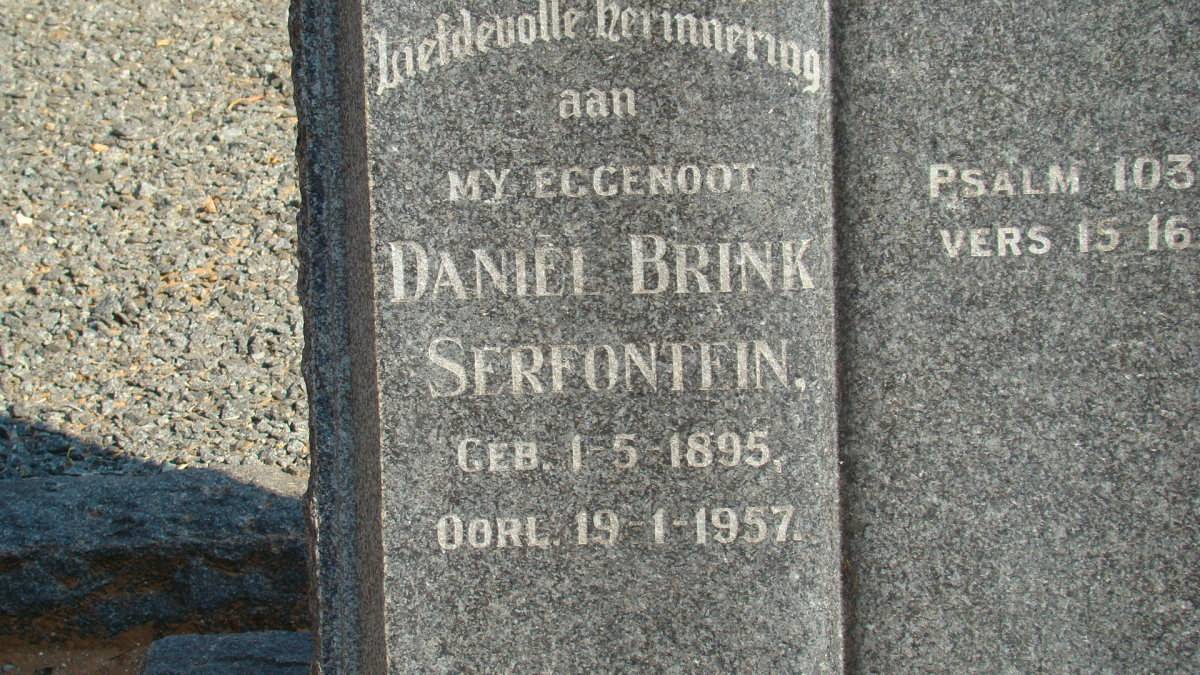 Liefdevolle herinnering
aan
MY EGGENOOT
DANIËL BRINK
SERFONTEIN,
GEB. 1-5-1895,
OORL. 19-1-1957.
PSALM 103
VERS 15 16